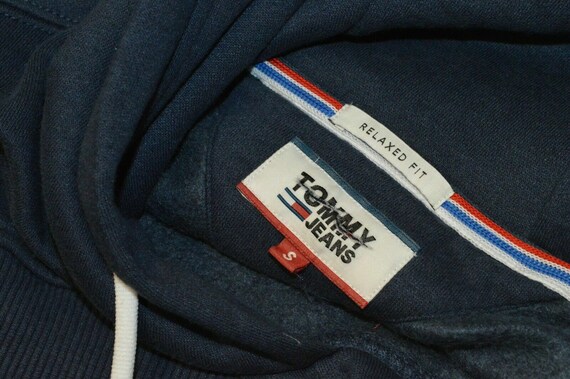 RELAXED FIT
TOMMY
JEANS
S